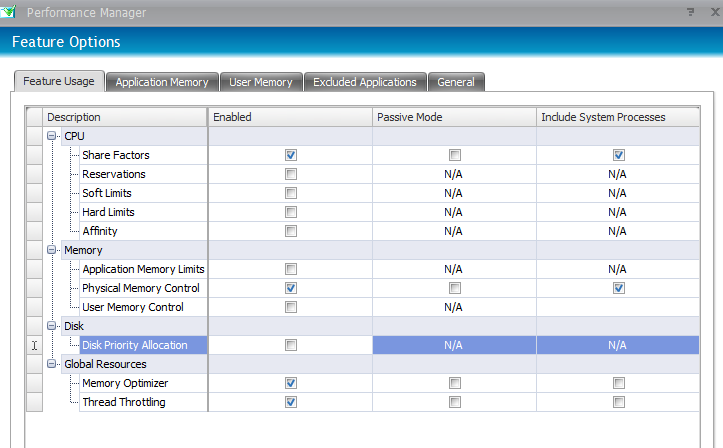 Performance Manager
Feature Options
Feature Usage Application Memory User Memory Excluded Applications General
Description Enabled Passive Mode Include System Processes
CPU
Share Factors
Reservations N/A N/A
Soft Limits N/A N/A
Hard Limits N/A N/A
Affinity N/A N/A
Memory
Application Memory Limits N/A N/A
Physical Memory Control
User Memory Control N/A
Disk
Disk Priority Allocation N/A N/A
Global Resources
Memory Optimizer
Thread Throttling